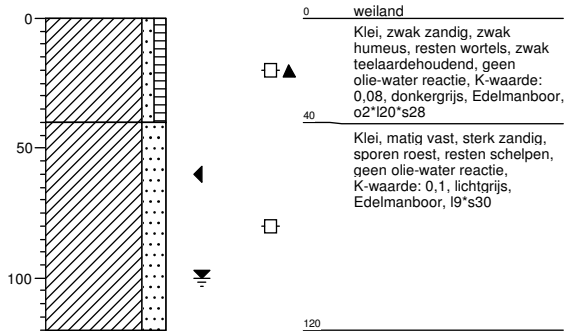 0
50
100
0 weiland
Klei, zwak zandig, zwak
humeus, resten wortels, zwak
teelaardehoudend, geen
olie-water reactie, K-waarde:
0,08, donkergrijs, Edelmanboor,
o2*l20*s28
40
Klei, matig vast, sterk zandig,
sporen roest, resten schelpen,
geen olie-water reactie,
K-waarde: 0,1, lichtgrijs,
Edelmanboor, l9*s30
120